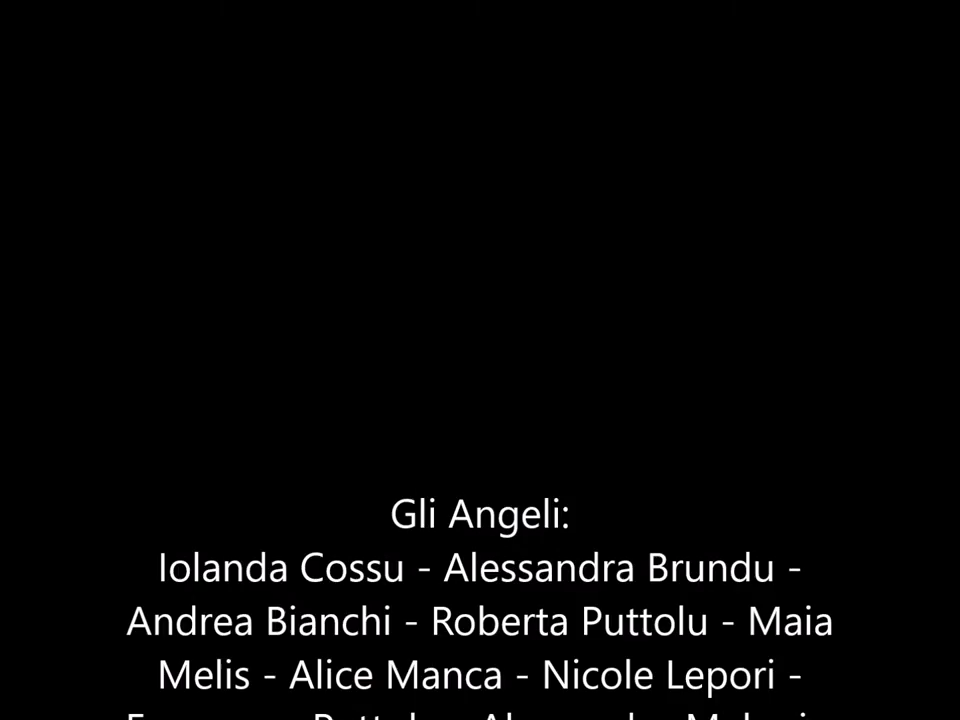 Gli Angeli:
Iolanda Cossu - Alessandra Brundu -
Andrea Bianchi - Roberta Puttolu - Maia
Melis - Alice Manca - Nicole Lepori -